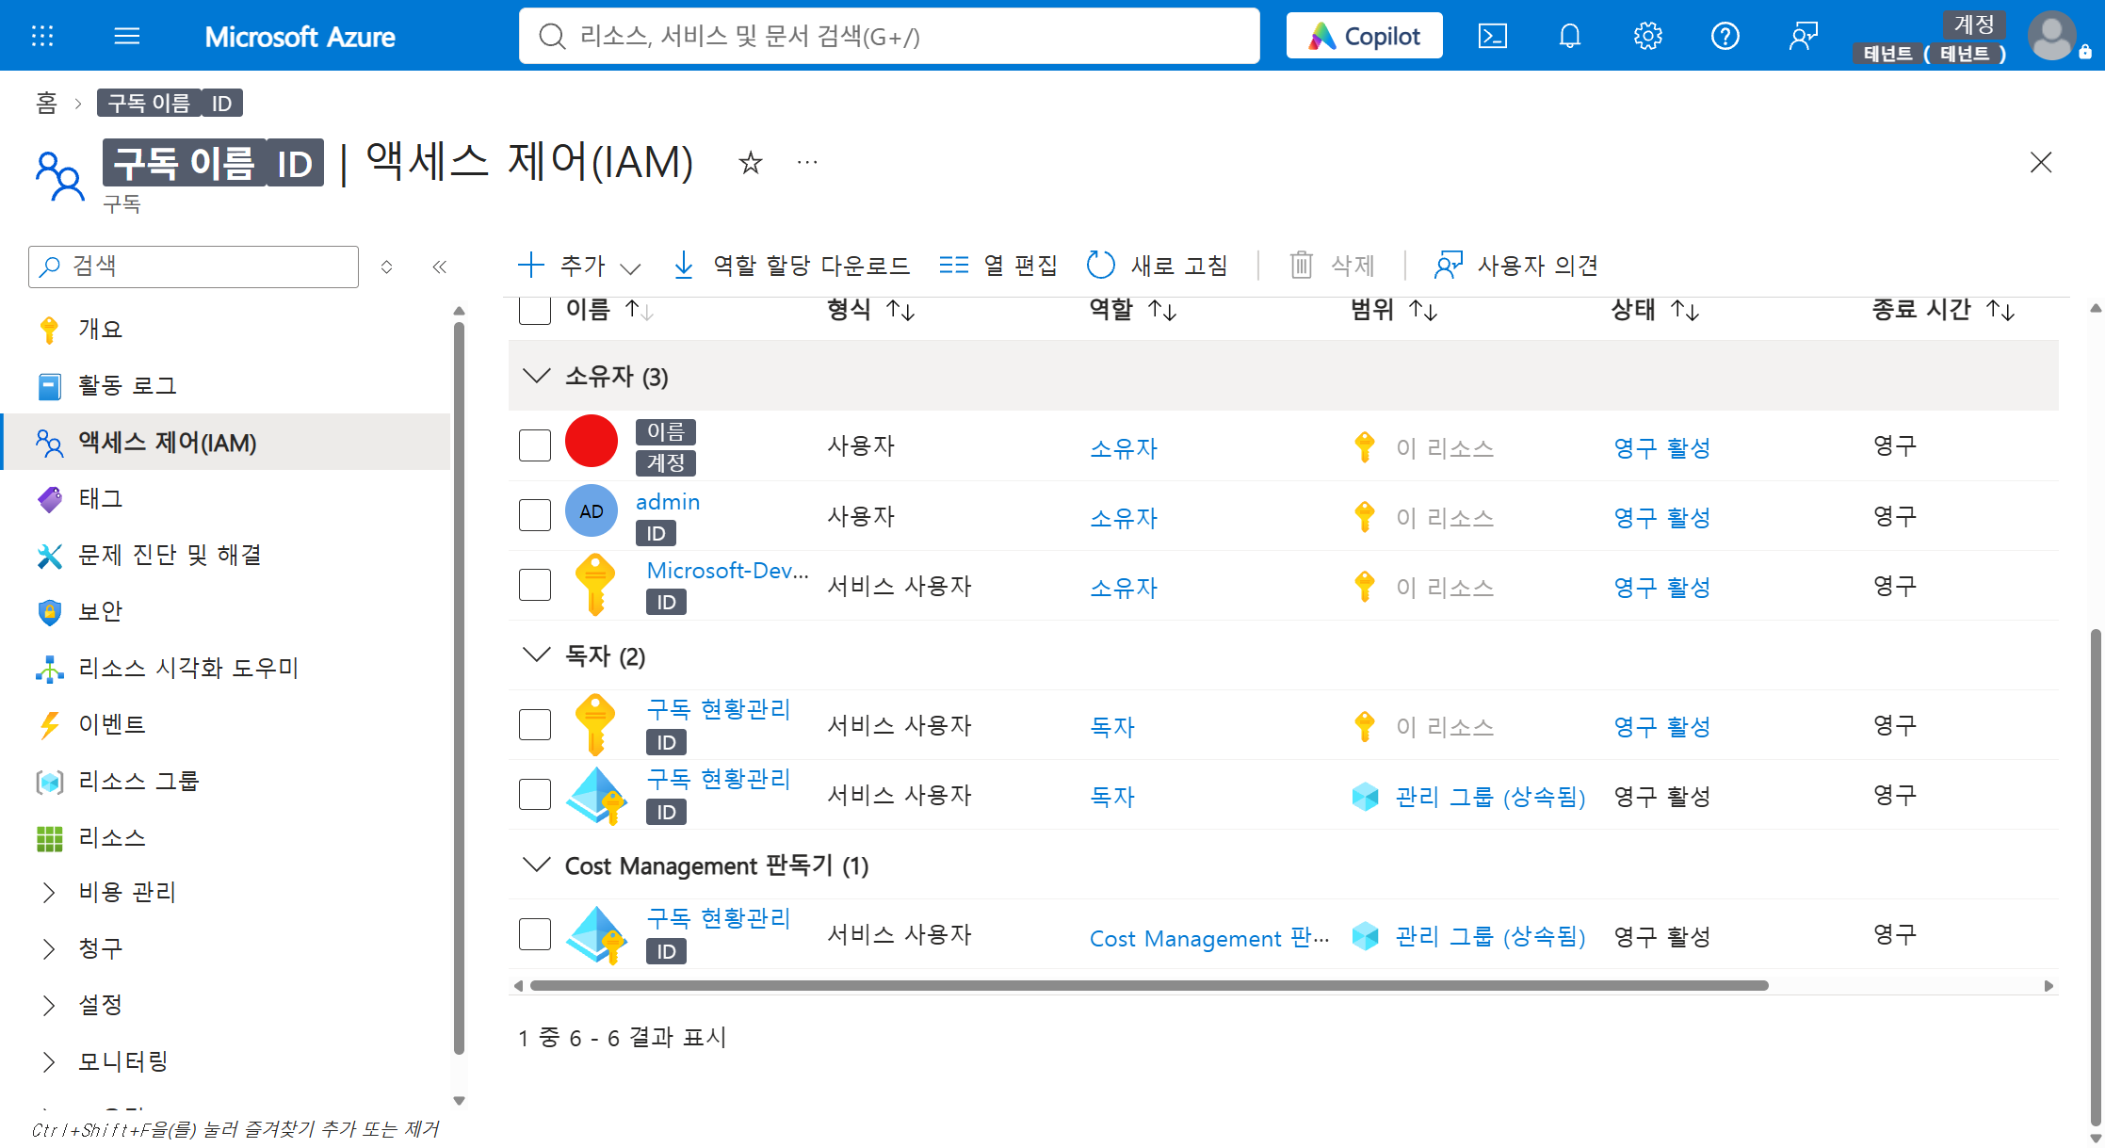 Microsoft Azure
리소스, 서비스 및 문서 검색(G+/)
Copilot
계정
테넌트 ( 테넌트 )
홈 > 구독 이름 ID
구독 이름 ID | 액세스 제어(IAM)
구독
검색
개요
활동 로그
액세스 제어(IAM)
태그
문제 진단 및 해결
보안
리소스 시각화 도우미
이벤트
리소스 그룹
리소스
비용 관리
청구
설정
모니터링
Ctrl+Shift+F을(를) 눌러 즐겨찾기 추가 또는 제거
추가 역할 할당 다운로드 열 편집 새로 고침 삭제 사용자 의견
이름 형식 역할 범위 상태 종료 시간
소유자 (3)
이름
계정
사용자 소유자 이 리소스 영구 활성 영구
AD admin
ID
사용자 소유자 이 리소스 영구 활성 영구
Microsoft-Dev...
ID
서비스 사용자 소유자 이 리소스 영구 활성 영구
독자 (2)
구독 현황관리
ID
서비스 사용자 독자 이 리소스 영구 활성 영구
구독 현황관리
ID
서비스 사용자 독자 관리 그룹 (상속됨) 영구 활성 영구
Cost Management 판독기 (1)
구독 현황관리
ID
서비스 사용자 Cost Management 판... 관리 그룹 (상속됨) 영구 활성 영구
1 중 6 - 6 결과 표시